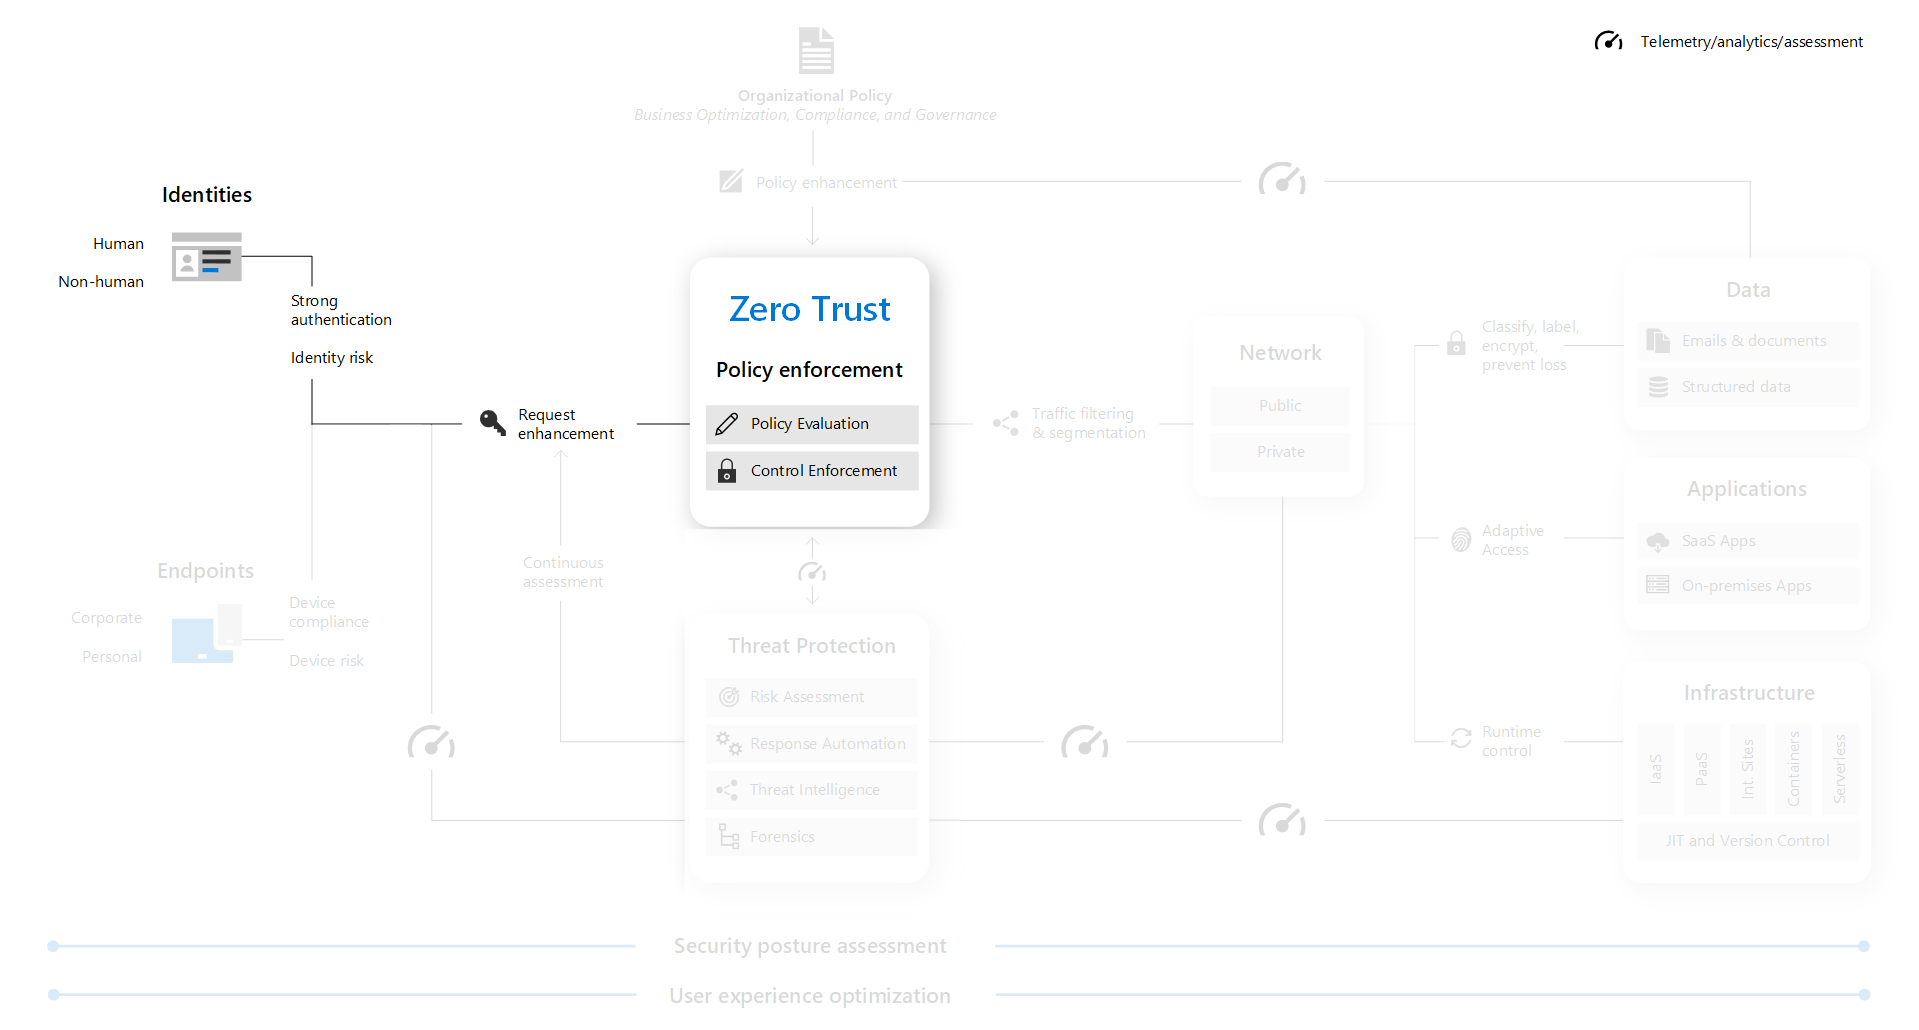 Telemetry/analytics/assessment
Organizational Policy
Business Optimization, Compliance, and Governance
Policy enhancement
Identities
Human
Non-human
Strong
authentication
Identity risk
Request
enhancement
Zero Trust
Policy enforcement
Policy Evaluation
Control Enforcement
Traffic filtering
& segmentation
Network
Public
Private
Classify, label,
encrypt,
prevent loss
Data
Emails & documents
Structured data
Adaptive
Access
Applications
SaaS Apps
On-premises Apps
Continuous
assessment
Endpoints
Corporate
Personal
Device
compliance
Device risk
Threat Protection
Risk Assessment
Response Automation
Threat Intelligence
Forensics
Runtime
control
Infrastructure
IaaS
PaaS
Int. Sites
Containers
Serverless
JIT and Version Control
Security posture assessment
User experience optimization